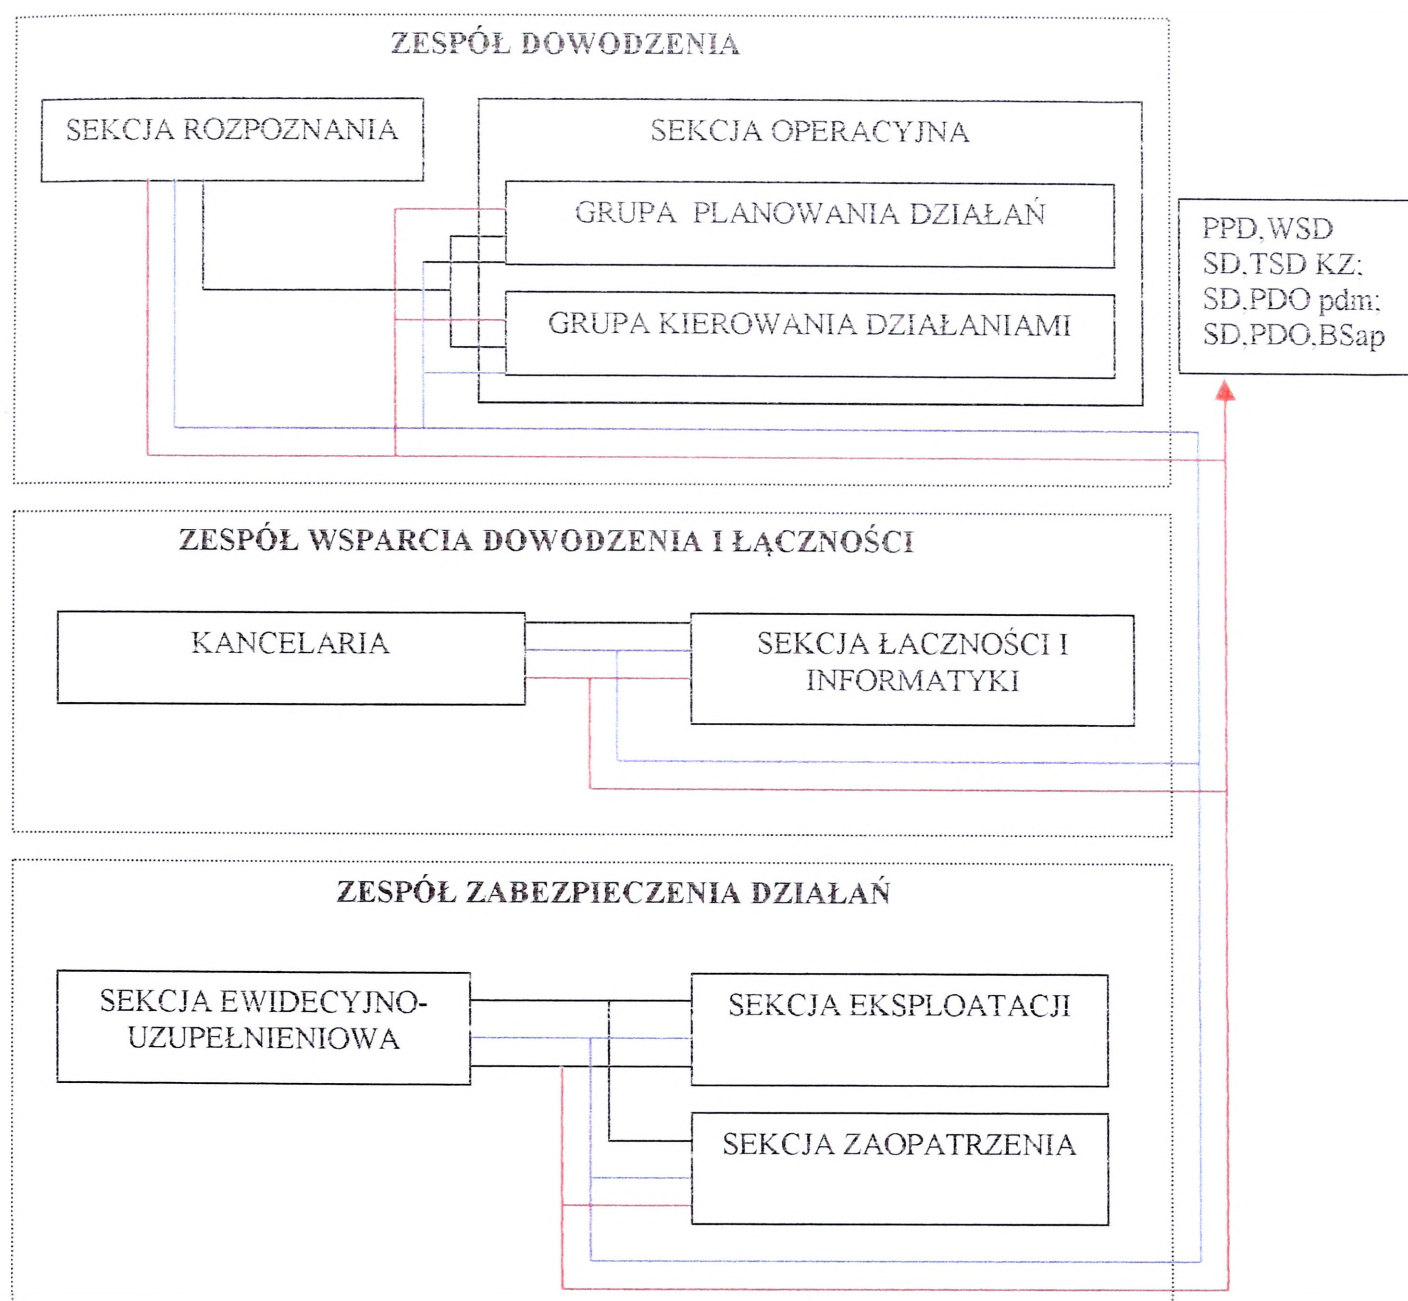 ZESPÓŁ DOWODZENIA
SEKCJA ROZPOZNANIA
SEKCJA OPERACYJNA
GRUPA PLANOWANIA DZIAŁAŃ
GRUPA KIEROWANIA DZIAŁANIAMI
PPD,WSD
SD,TSD KZ;
SD,PDO pdm;
SD,PDO,BSap
ZESPÓŁ WSPARCIA DOWODZENIA I ŁĄCZNOŚCI
KANCELARIA
SEKCJA ŁACZNOŚCI I
INFORMATYKI
ZESPÓŁ ZABEZPIECZENIA DZIAŁAŃ
SEKCJA EWIDECYJNO-
UZUPEŁNIENIOWA
SEKCJA EKSPLOATACJI
SEKCJA ZAOPATRZENIA